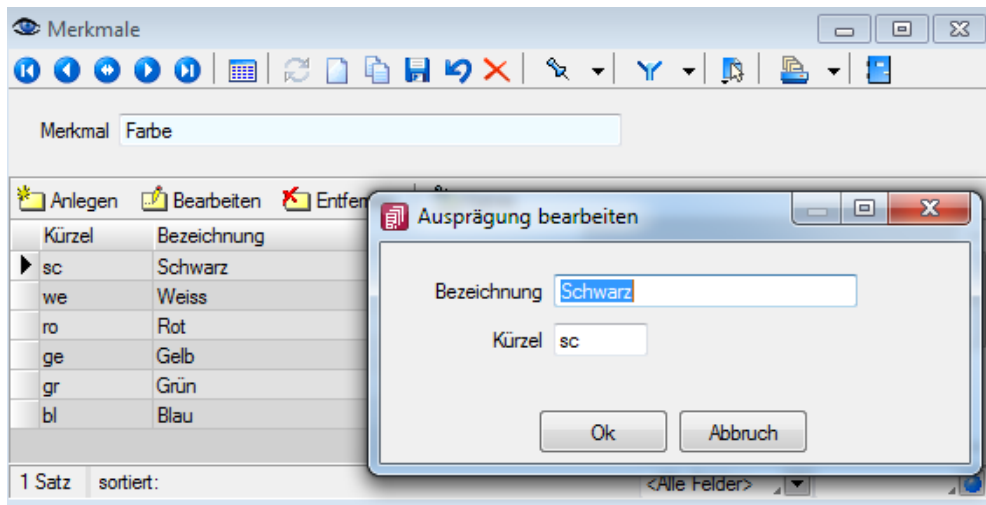 Merkmale
Merkmal Farbe
Anlegen Bearbeiten
Kürzel Bezeichnung
sc Schwarz
we Weiss
ro Rot
ge Gelb
gr Grün
bl Blau
1 Satz sortiert: <Alle Felder>
Ausprägung bearbeiten
Bezeichnung Schwarz
Kürzel sc
Ok Abbruch